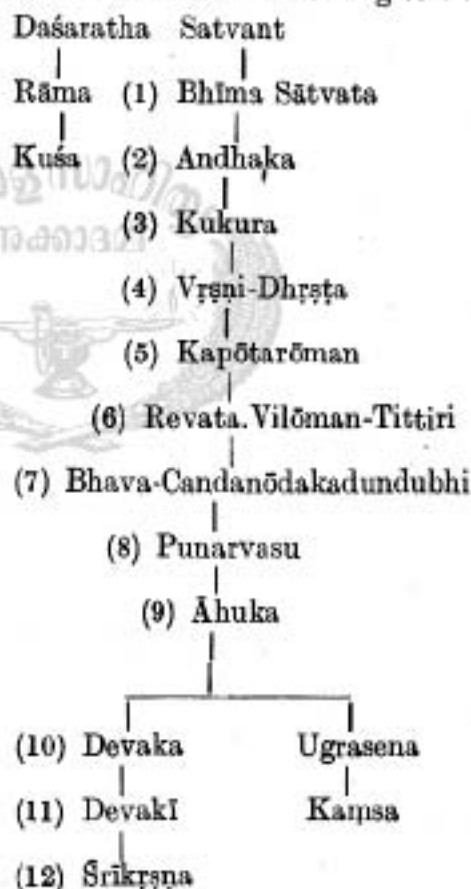 Daśaratha Satvant
Rāma (1) Bhīma Sātvata
Kuśa (2) Andhaka
(3) Kukura
(4) Vṛṣṇi-Dhṛṣṭa
(5) Kapōtarōman
(6) Revata.Vilōman-Tittiri
(7) Bhava-Candanōdakadundubhi
(8) Punarvasu
(9) Āhuka
(10) Devaka Ugrasena
(11) Devakī Kaṃsa
(12) Śrīkṛṣṇa